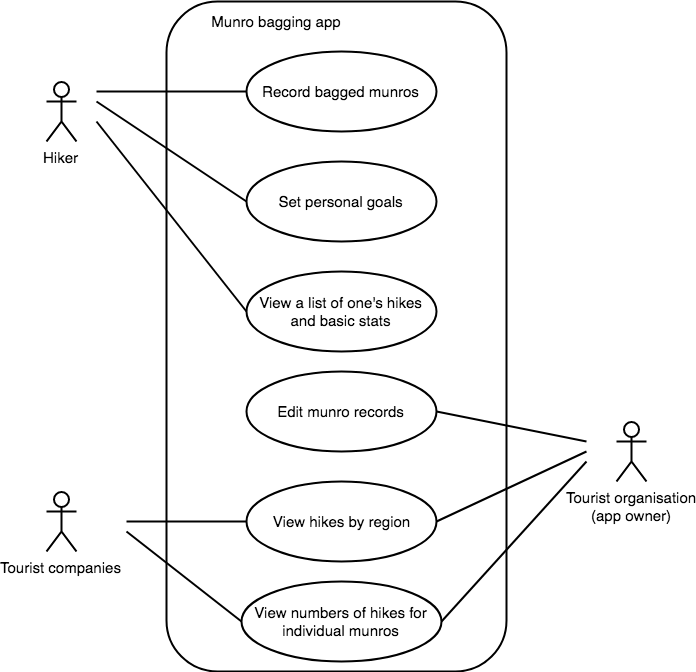 Munro bagging app
Record bagged munros
Hiker
Set personal goals
View a list of one's hikes
and basic stats
Edit munro records
Tourist organisation
(app owner)
View hikes by region
Tourist companies
View numbers of hikes for
individual munros